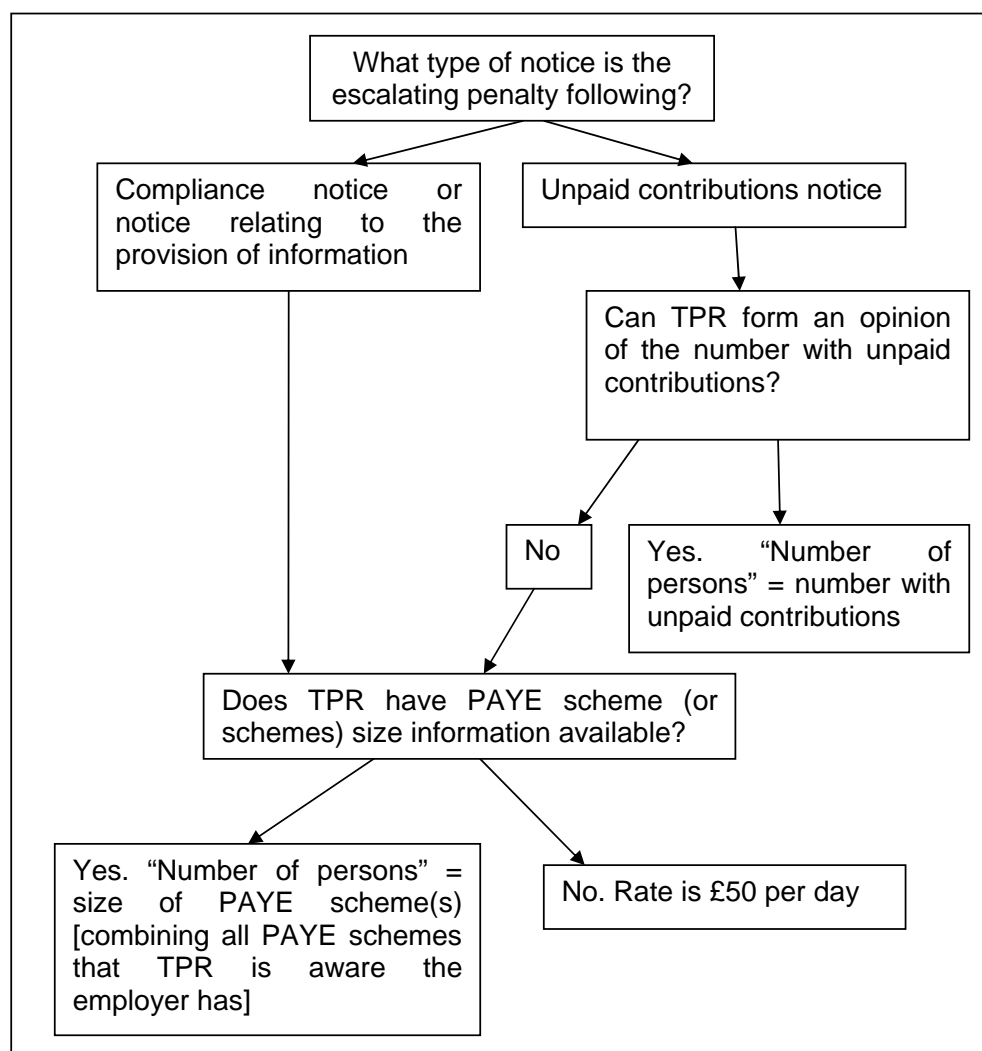 What type of notice is the
escalating penalty following?
Compliance notice or
notice relating to the
provision of information
Unpaid contributions notice
Can TPR form an opinion
of the number with unpaid
contributions?
No
Yes. “Number of
persons” = number with
unpaid contributions
Does TPR have PAYE scheme (or
schemes) size information available?
Yes. “Number of persons” =
size of PAYE scheme(s)
[combining all PAYE schemes
that TPR is aware the
employer has]
No. Rate is £50 per day